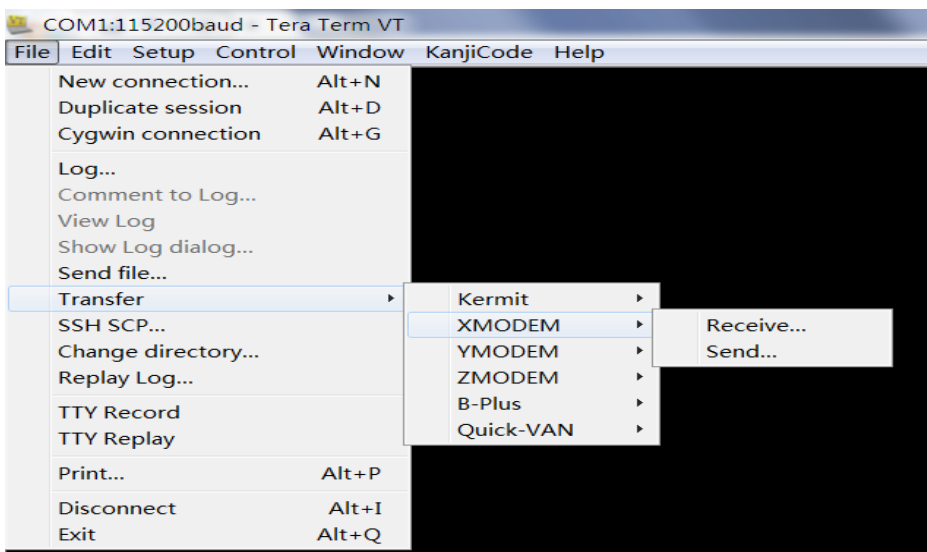 COM1:115200baud - Tera Term VT
File Edit Setup Control Window KanjiCode Help
New connection... Alt+N
Duplicate session Alt+D
Cygwin connection Alt+G
Log...
Comment to Log...
View Log
Show Log dialog...
Send file...
Transfer
SSH SCP...
Change directory...
Replay Log...
TTY Record
TTY Replay
Print... Alt+P
Disconnect Alt+I
Exit Alt+Q
Kermit
XMODEM
YMODEM
ZMODEM
B-Plus
Quick-VAN
Receive...
Send...